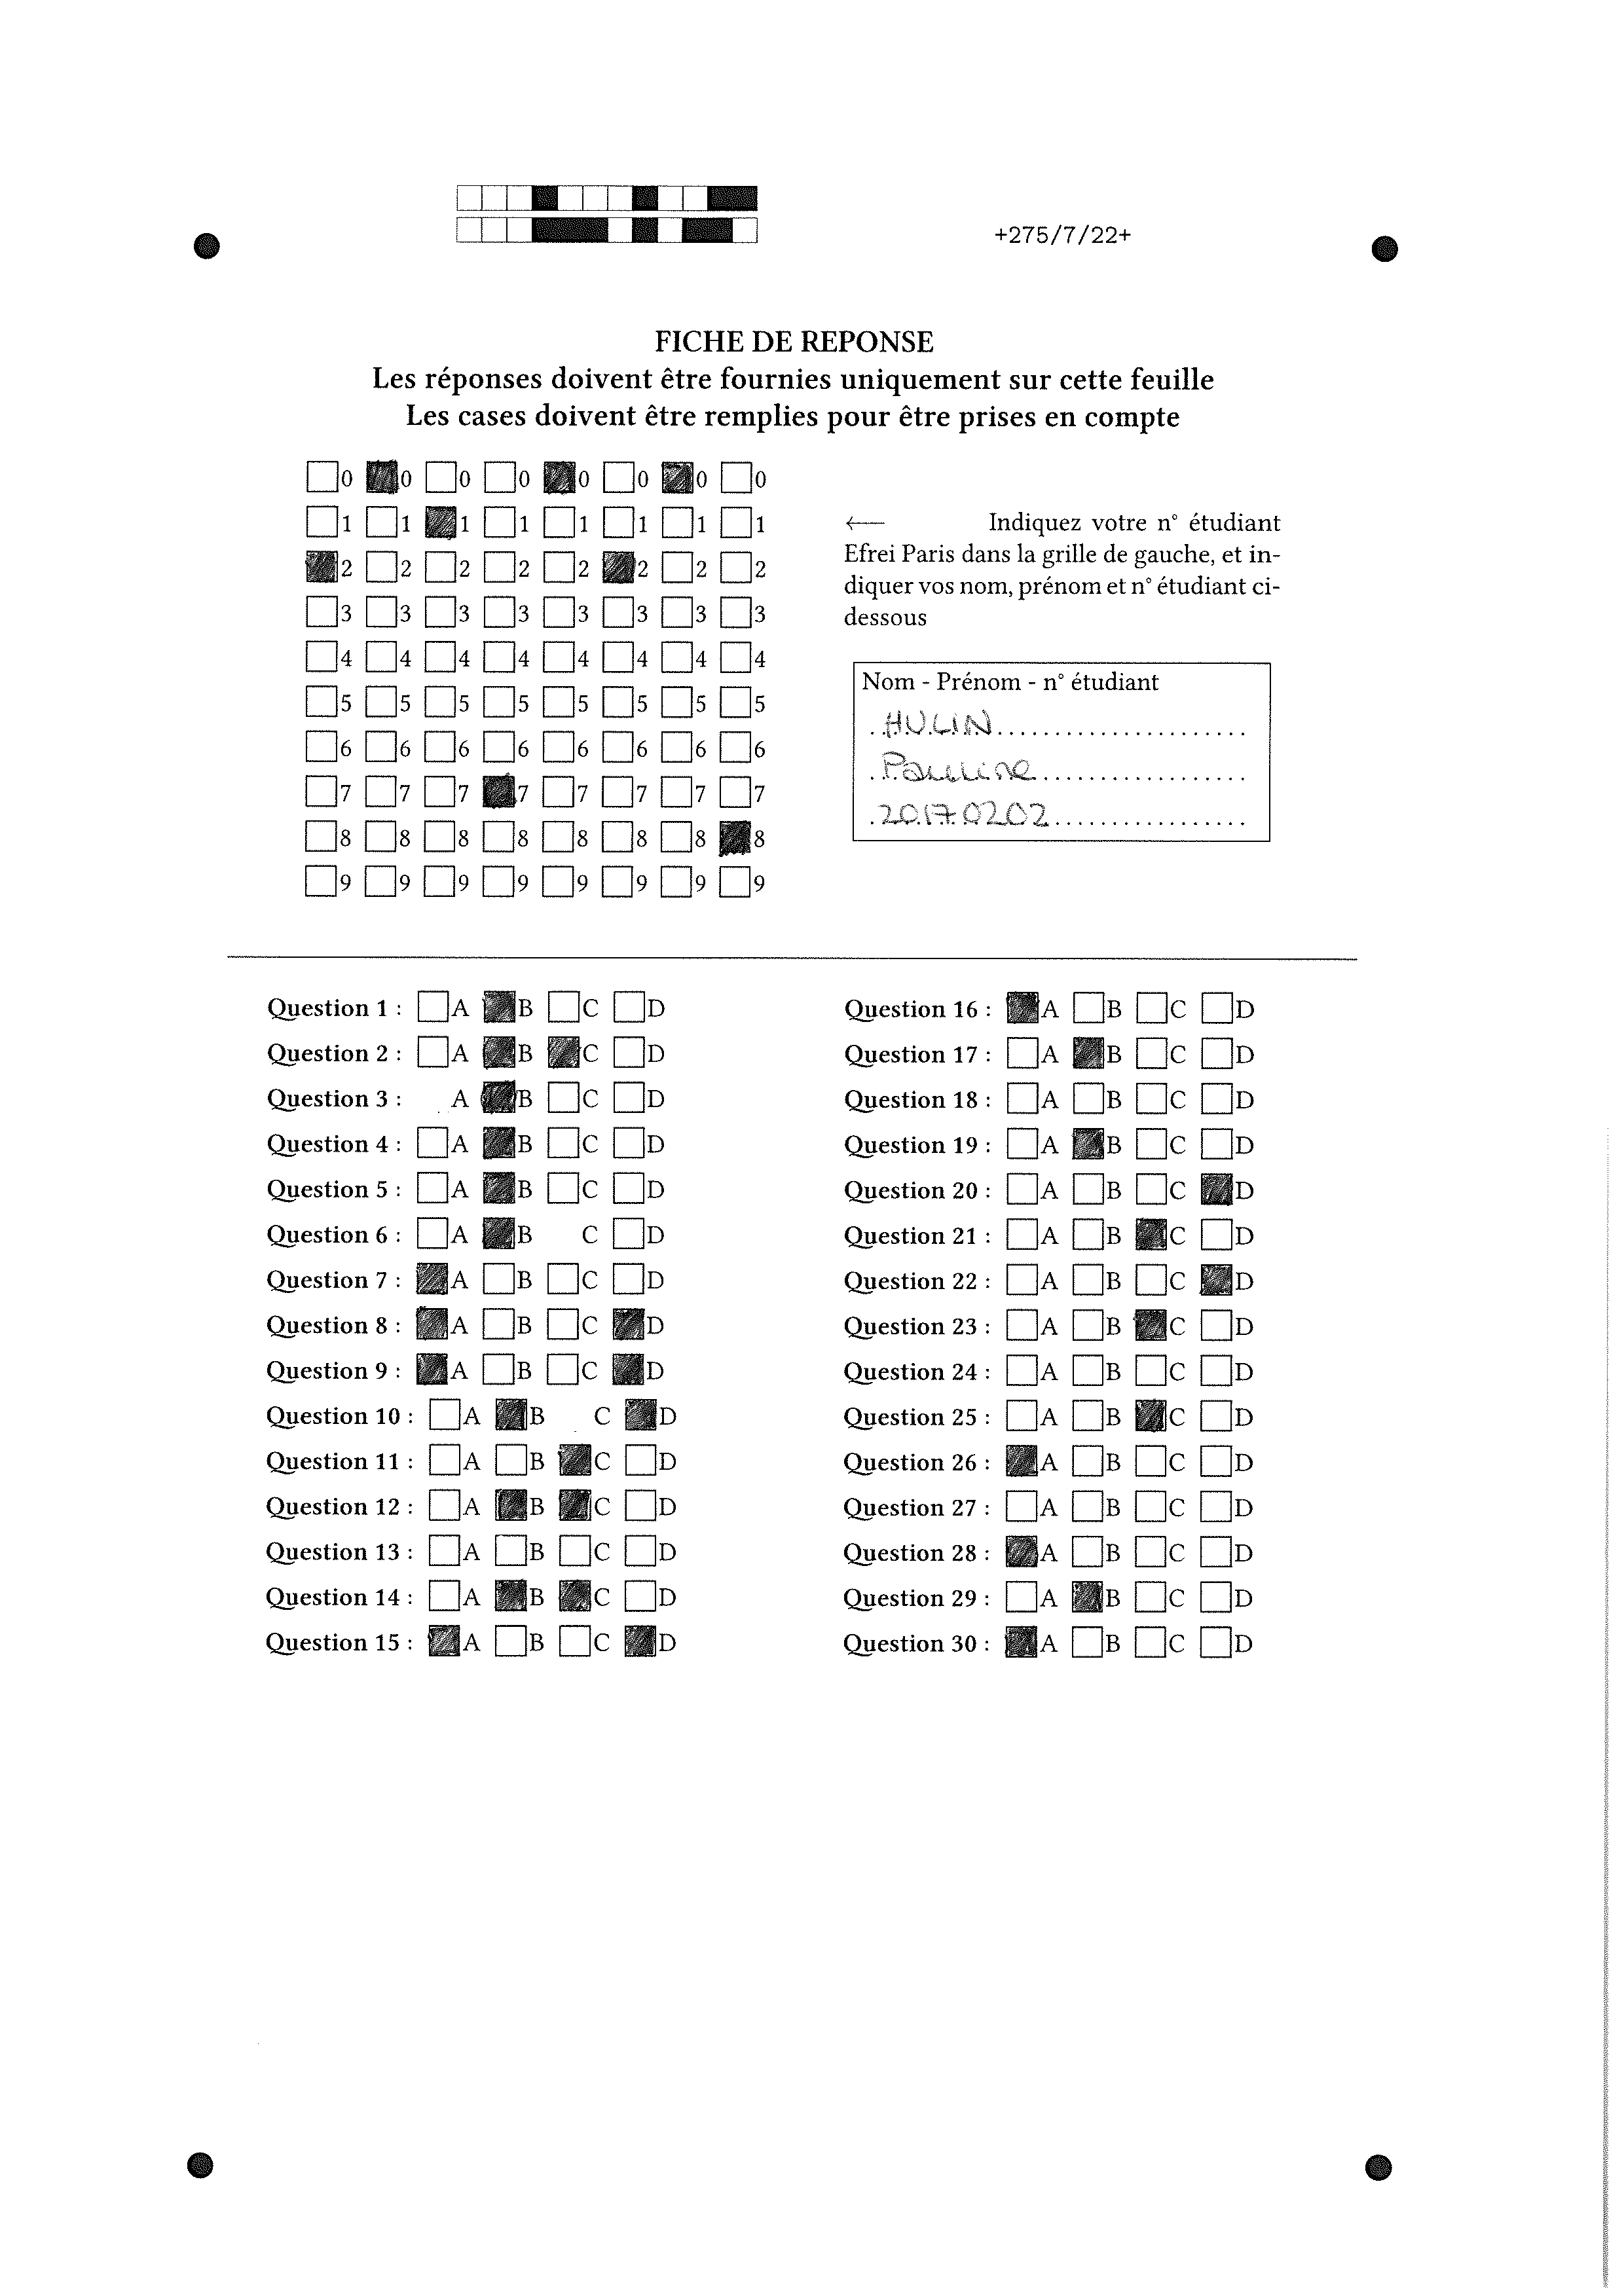 +275/7/22+
FICHE DE REPONSE
Les réponses doivent être fournies uniquement sur cette feuille
Les cases doivent être remplies pour être prises en compte
0 0 0 0 0 0 0 0
1 1 1 1 1 1 1 1
2 2 2 2 2 2 2 2
3 3 3 3 3 3 3 3
4 4 4 4 4 4 4 4
5 5 5 5 5 5 5 5
6 6 6 6 6 6 6 6
7 7 7 7 7 7 7 7
8 8 8 8 8 8 8 8
9 9 9 9 9 9 9 9
← Indiquez votre n° étudiant
Efrei Paris dans la grille de gauche, et in-
diquer vos nom, prénom et n° étudiant ci-
dessous
Nom - Prénom - n° étudiant
HULIN
Pauline
20170202
Question 1 : A B C D
Question 2 : A B C D
Question 3 : A B C D
Question 4 : A B C D
Question 5 : A B C D
Question 6 : A B C D
Question 7 : A B C D
Question 8 : A B C D
Question 9 : A B C D
Question 10 : A B C D
Question 11 : A B C D
Question 12 : A B C D
Question 13 : A B C D
Question 14 : A B C D
Question 15 : A B C D
Question 16 : A B C D
Question 17 : A B C D
Question 18 : A B C D
Question 19 : A B C D
Question 20 : A B C D
Question 21 : A B C D
Question 22 : A B C D
Question 23 : A B C D
Question 24 : A B C D
Question 25 : A B C D
Question 26 : A B C D
Question 27 : A B C D
Question 28 : A B C D
Question 29 : A B C D
Question 30 : A B C D